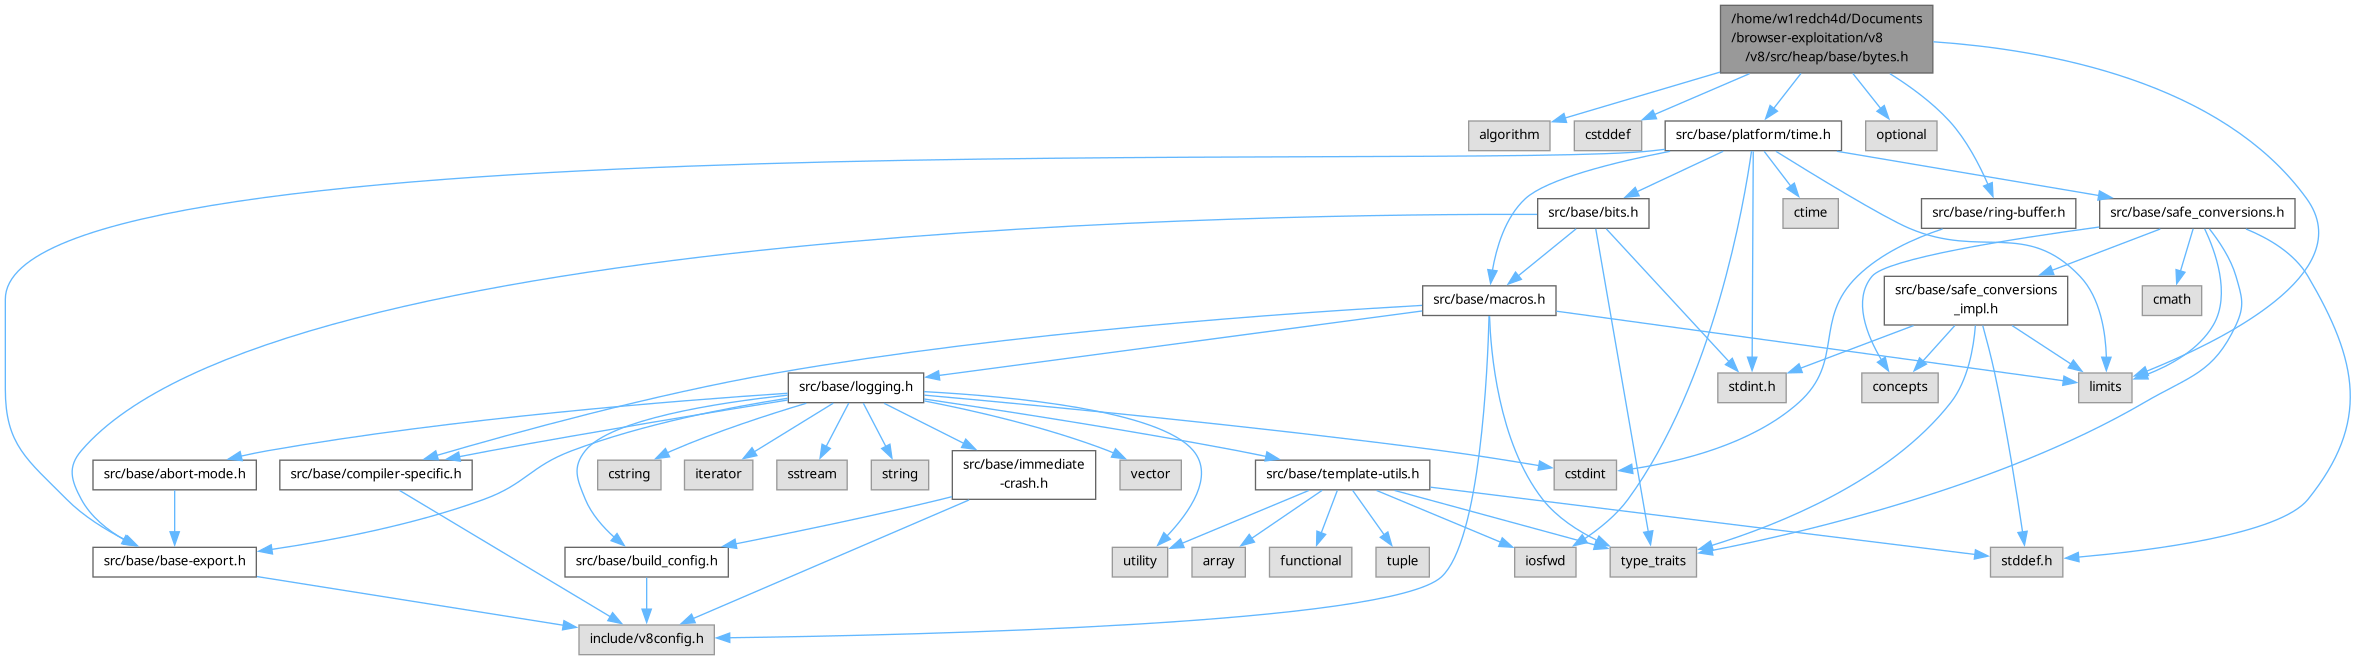 /home/w1redch4d/Documents
/browser-exploitation/v8
/v8/src/heap/base/bytes.h
algorithm
cstddef
src/base/platform/time.h
optional
src/base/bits.h
ctime
src/base/ring-buffer.h
src/base/safe_conversions.h
src/base/macros.h
src/base/safe_conversions
_impl.h
cmath
src/base/logging.h
stdint.h
concepts
limits
src/base/abort-mode.h
src/base/compiler-specific.h
cstring
iterator
sstream
string
src/base/immediate
-crash.h
vector
src/base/template-utils.h
cstdint
src/base/base-export.h
src/base/build_config.h
utility
array
functional
tuple
iosfwd
type_traits
stddef.h
include/v8config.h